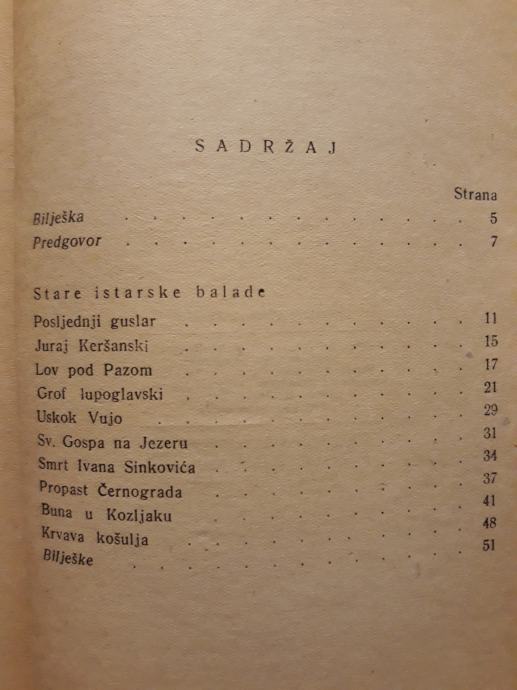 SADRŽAJ
Strana
Bilješka . . . . . . . . . . . . . 5
Predgovor . . . . . . . . . . . . . 7
Stare istarske balade
Posljednji guslar . . . . . . . . . . 11
Juraj Keršanski . . . . . . . . . . 15
Lov pod Pazom . . . . . . . . . . 17
Grof lupoglavski . . . . . . . . . . 21
Uskok Vujo . . . . . . . . . . . 29
Sv. Gospa na Jezeru . . . . . . . . . 31
Smrt Ivana Sinkovića . . . . . . . . . 34
Propast Černograda . . . . . . . . . 37
Buna u Kozljaku . . . . . . . . . 41
Krvava košulja . . . . . . . . . . 48
Bilješke . . . . . . . . . . . 51